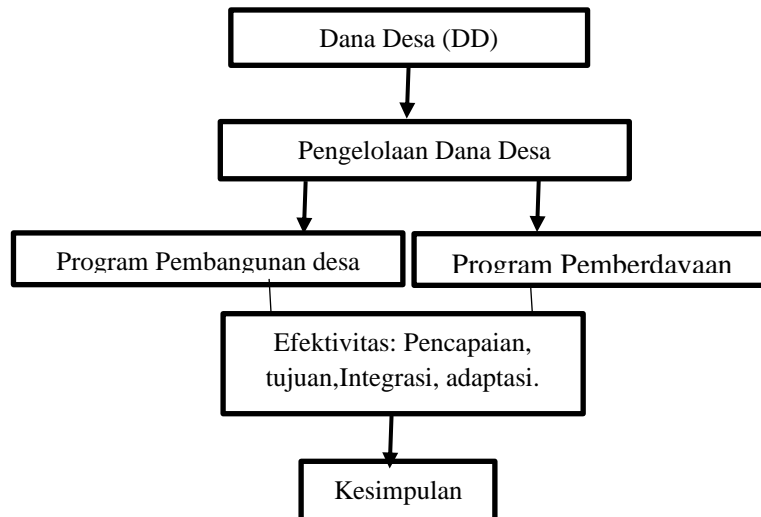 Dana Desa (DD)
Pengelolaan Dana Desa
Program Pembangunan desa
Program Pemberdayaan
Efektivitas: Pencapaian,
tujuan,Integrasi, adaptasi.
Kesimpulan